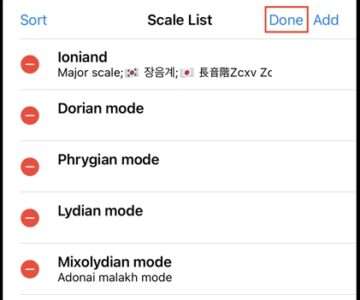 Sort Scale List Done Add
Ioniand
Major scale;🇰🇷 장음계;🇯🇵 長音階Zcxv Zc
Dorian mode
Phrygian mode
Lydian mode
Mixolydian mode
Adonai malakh mode